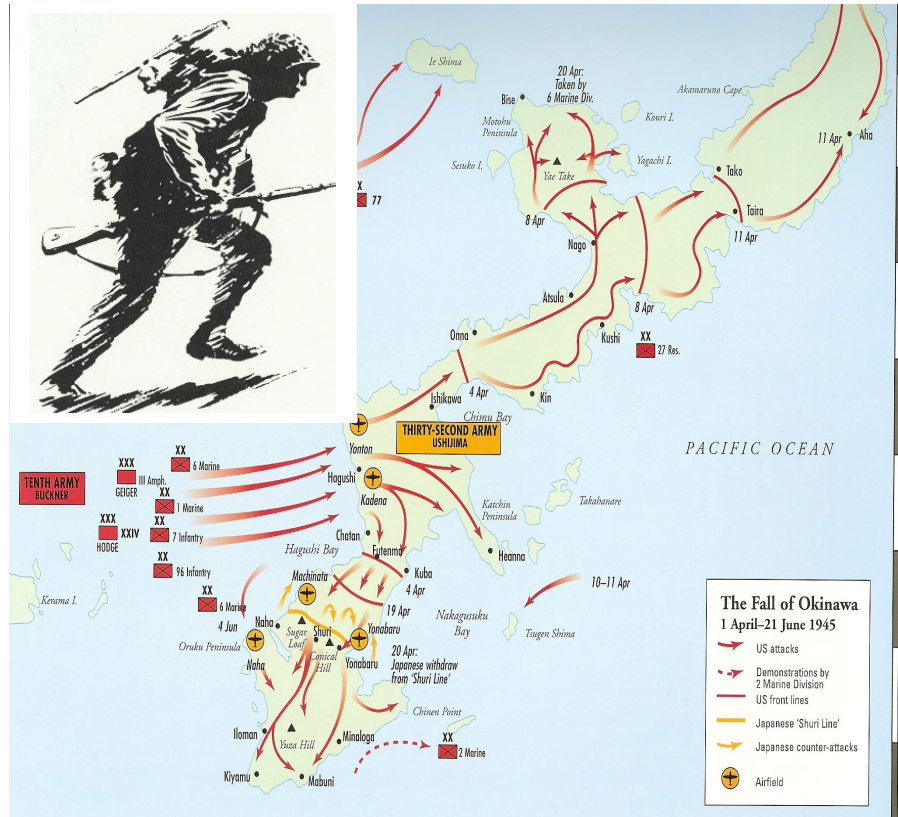 Ie Shima
20 Apr:
Taken by
6 Marine Div.
Bise
Motohu
Peninsula
Kouri I.
Akamaruno Cape
Sesuko I.
Yae Take
Yagachi I.
11 Apr
Aha
Tako
Taira
11 Apr
X
77
8 Apr
Nago
Atsula
8 Apr
Kushi
XX
27 Res.
Onna
4 Apr
Kin
Ishikawa
Chimu Bay
THIRTY-SECOND ARMY
USHIJIMA
Yonton
PACIFIC OCEAN
TENTH ARMY
BUCKNER
XXX
III Amph.
GEIGER
XX
6 Marine
XX
1 Marine
XXX
XXIV
HODGE
XX
7 Infantry
XX
96 Infantry
Hagushi
Kadena
Katchin
Peninsula
Takahanare
Chatan
Heanna
Hagushi Bay
Futenma
Kuba
4 Apr
Machinata
19 Apr
Kerama I.
XX
6 Marine
4 Jun
Naha
Oruku Peninsula
Naha
Sugar
Loaf
Shuri
Conical
Hill
Yonabaru
Yonabaru
Nakagusuku
Bay
10–11 Apr
Tsugen Shima
20 Apr:
Japanese withdraw
from ‘Shuri Line’
Chinen Point
Iloman
Yuza Hill
Minaloga
XX
2 Marine
Kiyamu
Mabuni
The Fall of Okinawa
1 April–21 June 1945
US attacks
Demonstrations by
2 Marine Division
US front lines
Japanese ‘Shuri Line’
Japanese counter-attacks
Airfield